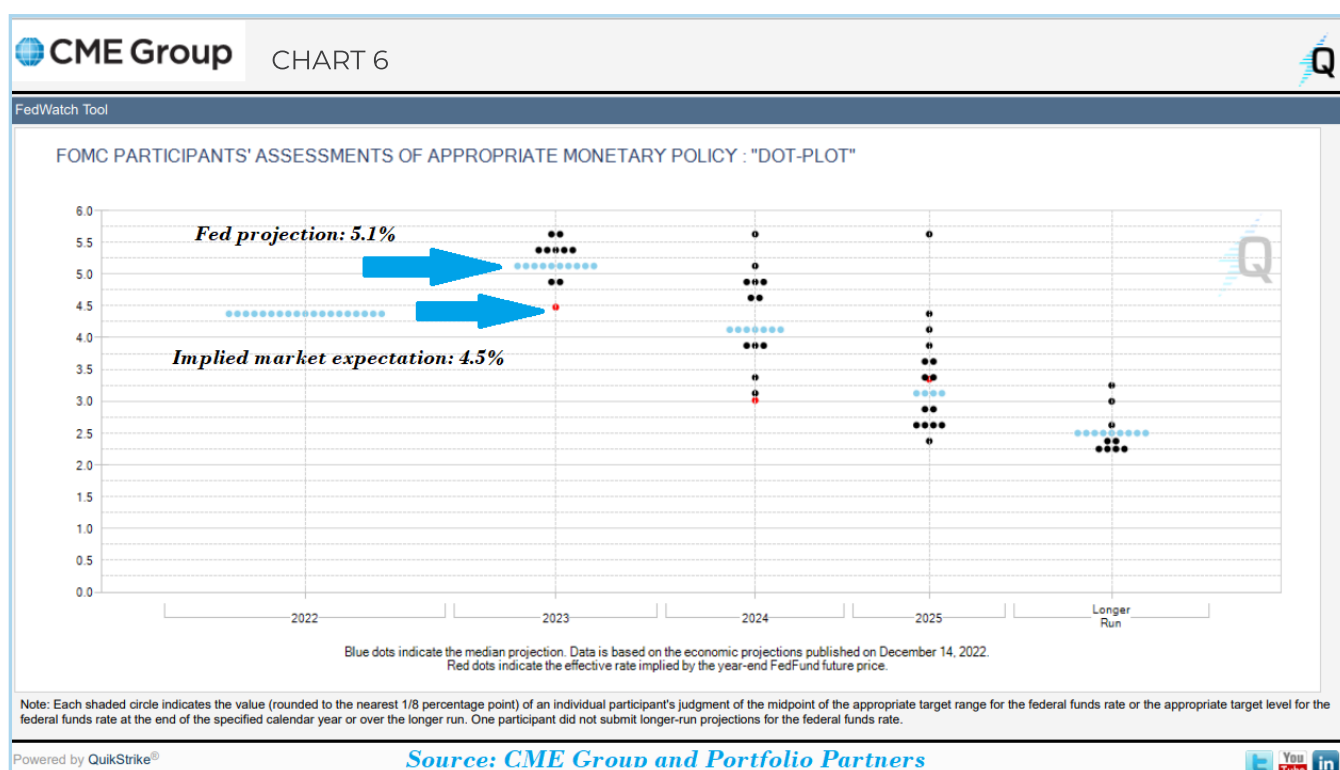 CME Group
CHART 6
Q
FedWatch Tool
FOMC PARTICIPANTS' ASSESSMENTS OF APPROPRIATE MONETARY POLICY : "DOT-PLOT"
6.0
Fed projection: 5.1%
5.5
5.0
4.5
4.0
Implied market expectation: 4.5%
3.5
3.0
2.5
2.0
1.5
1.0
0.5
0.0
Q
2022
2023
2024
2025
Longer
Run
Blue dots indicate the median projection. Data is based on the economic projections published on December 14, 2022.
Red dots indicate the effective rate implied by the year-end FedFund future price.
Note: Each shaded circle indicates the value (rounded to the nearest 1/8 percentage point) of an individual participant's judgment of the midpoint of the appropriate target range for the federal funds rate or the appropriate target level for the
federal funds rate at the end of the specified calendar year or over the longer run. One participant did not submit longer-run projections for the federal funds rate.
Powered by QuikStrike®
Source: CME Group and Portfolio Partners
You
Tube
in